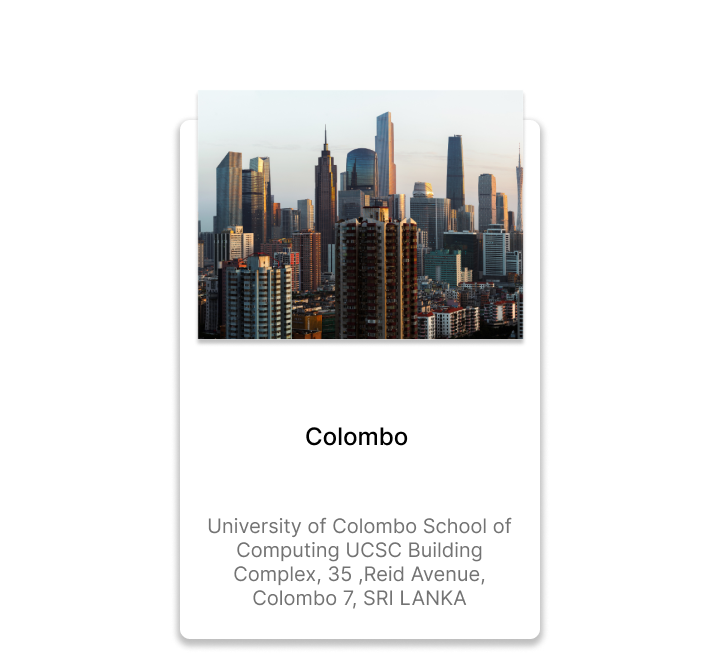 Colombo
University of Colombo School of
Computing UCSC Building
Complex, 35 ,Reid Avenue,
Colombo 7, SRI LANKA